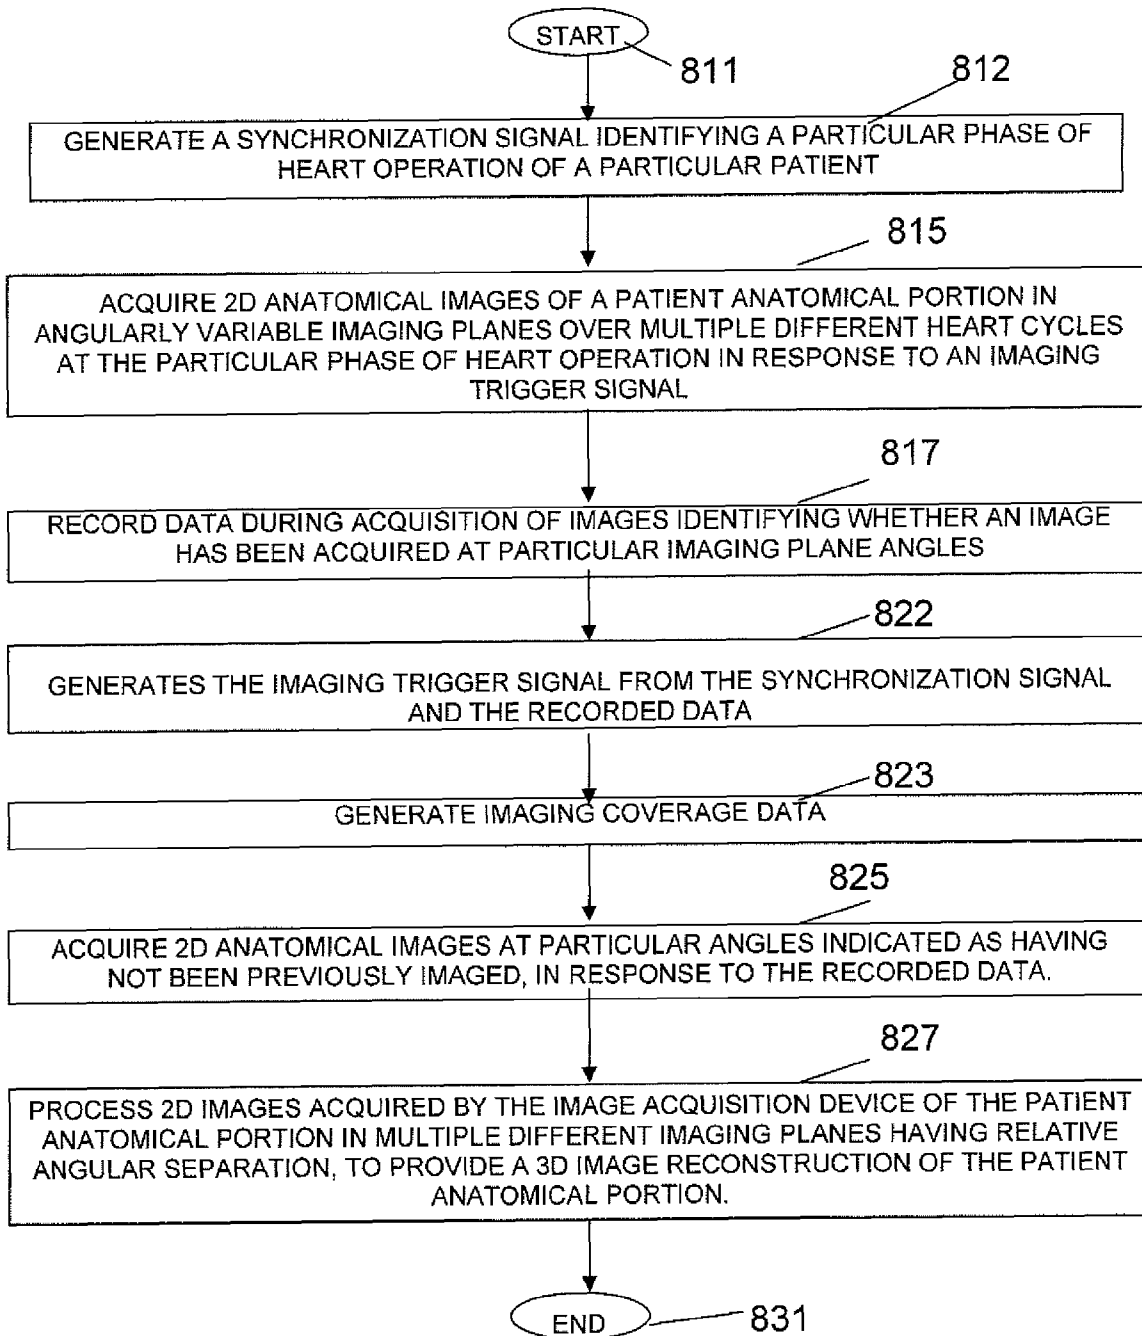 START
811
812
GENERATE A SYNCHRONIZATION SIGNAL IDENTIFYING A PARTICULAR PHASE OF
HEART OPERATION OF A PARTICULAR PATIENT
815
ACQUIRE 2D ANATOMICAL IMAGES OF A PATIENT ANATOMICAL PORTION IN
ANGULARLY VARIABLE IMAGING PLANES OVER MULTIPLE DIFFERENT HEART CYCLES
AT THE PARTICULAR PHASE OF HEART OPERATION IN RESPONSE TO AN IMAGING
TRIGGER SIGNAL
817
RECORD DATA DURING ACQUISITION OF IMAGES IDENTIFYING WHETHER AN IMAGE
HAS BEEN ACQUIRED AT PARTICULAR IMAGING PLANE ANGLES
822
GENERATES THE IMAGING TRIGGER SIGNAL FROM THE SYNCHRONIZATION SIGNAL
AND THE RECORDED DATA
823
GENERATE IMAGING COVERAGE DATA
825
ACQUIRE 2D ANATOMICAL IMAGES AT PARTICULAR ANGLES INDICATED AS HAVING
NOT BEEN PREVIOUSLY IMAGED, IN RESPONSE TO THE RECORDED DATA.
827
PROCESS 2D IMAGES ACQUIRED BY THE IMAGE ACQUISITION DEVICE OF THE PATIENT
ANATOMICAL PORTION IN MULTIPLE DIFFERENT IMAGING PLANES HAVING RELATIVE
ANGULAR SEPARATION, TO PROVIDE A 3D IMAGE RECONSTRUCTION OF THE PATIENT
ANATOMICAL PORTION.
END
831